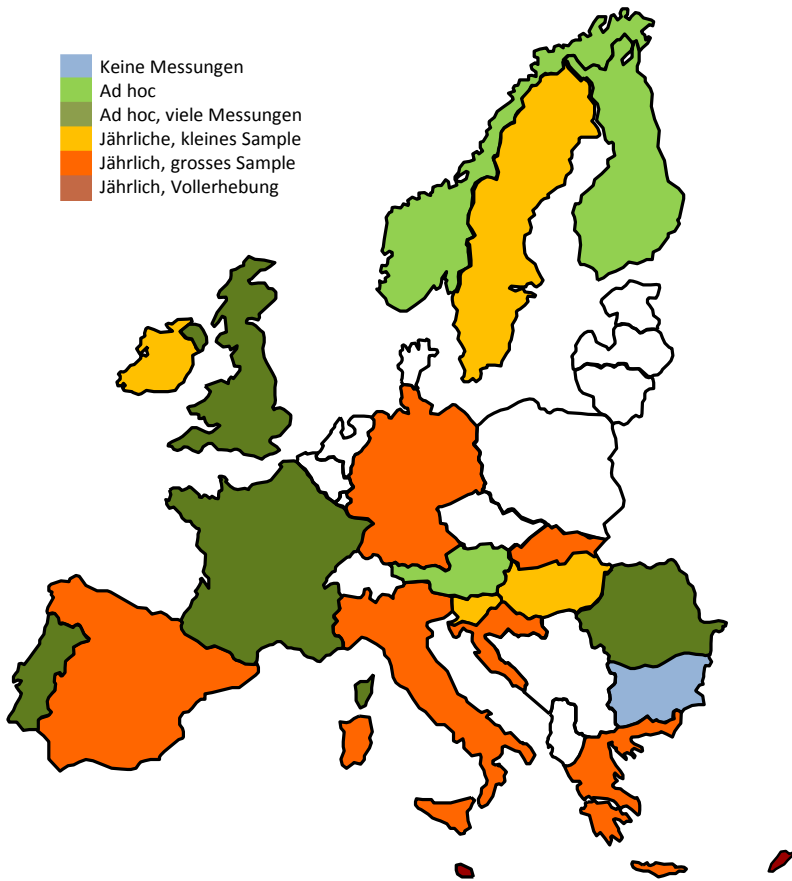 Keine Messungen
Ad hoc
Ad hoc, viele Messungen
Jährliche, kleines Sample
Jährlich, grosses Sample
Jährlich, Vollerhebung